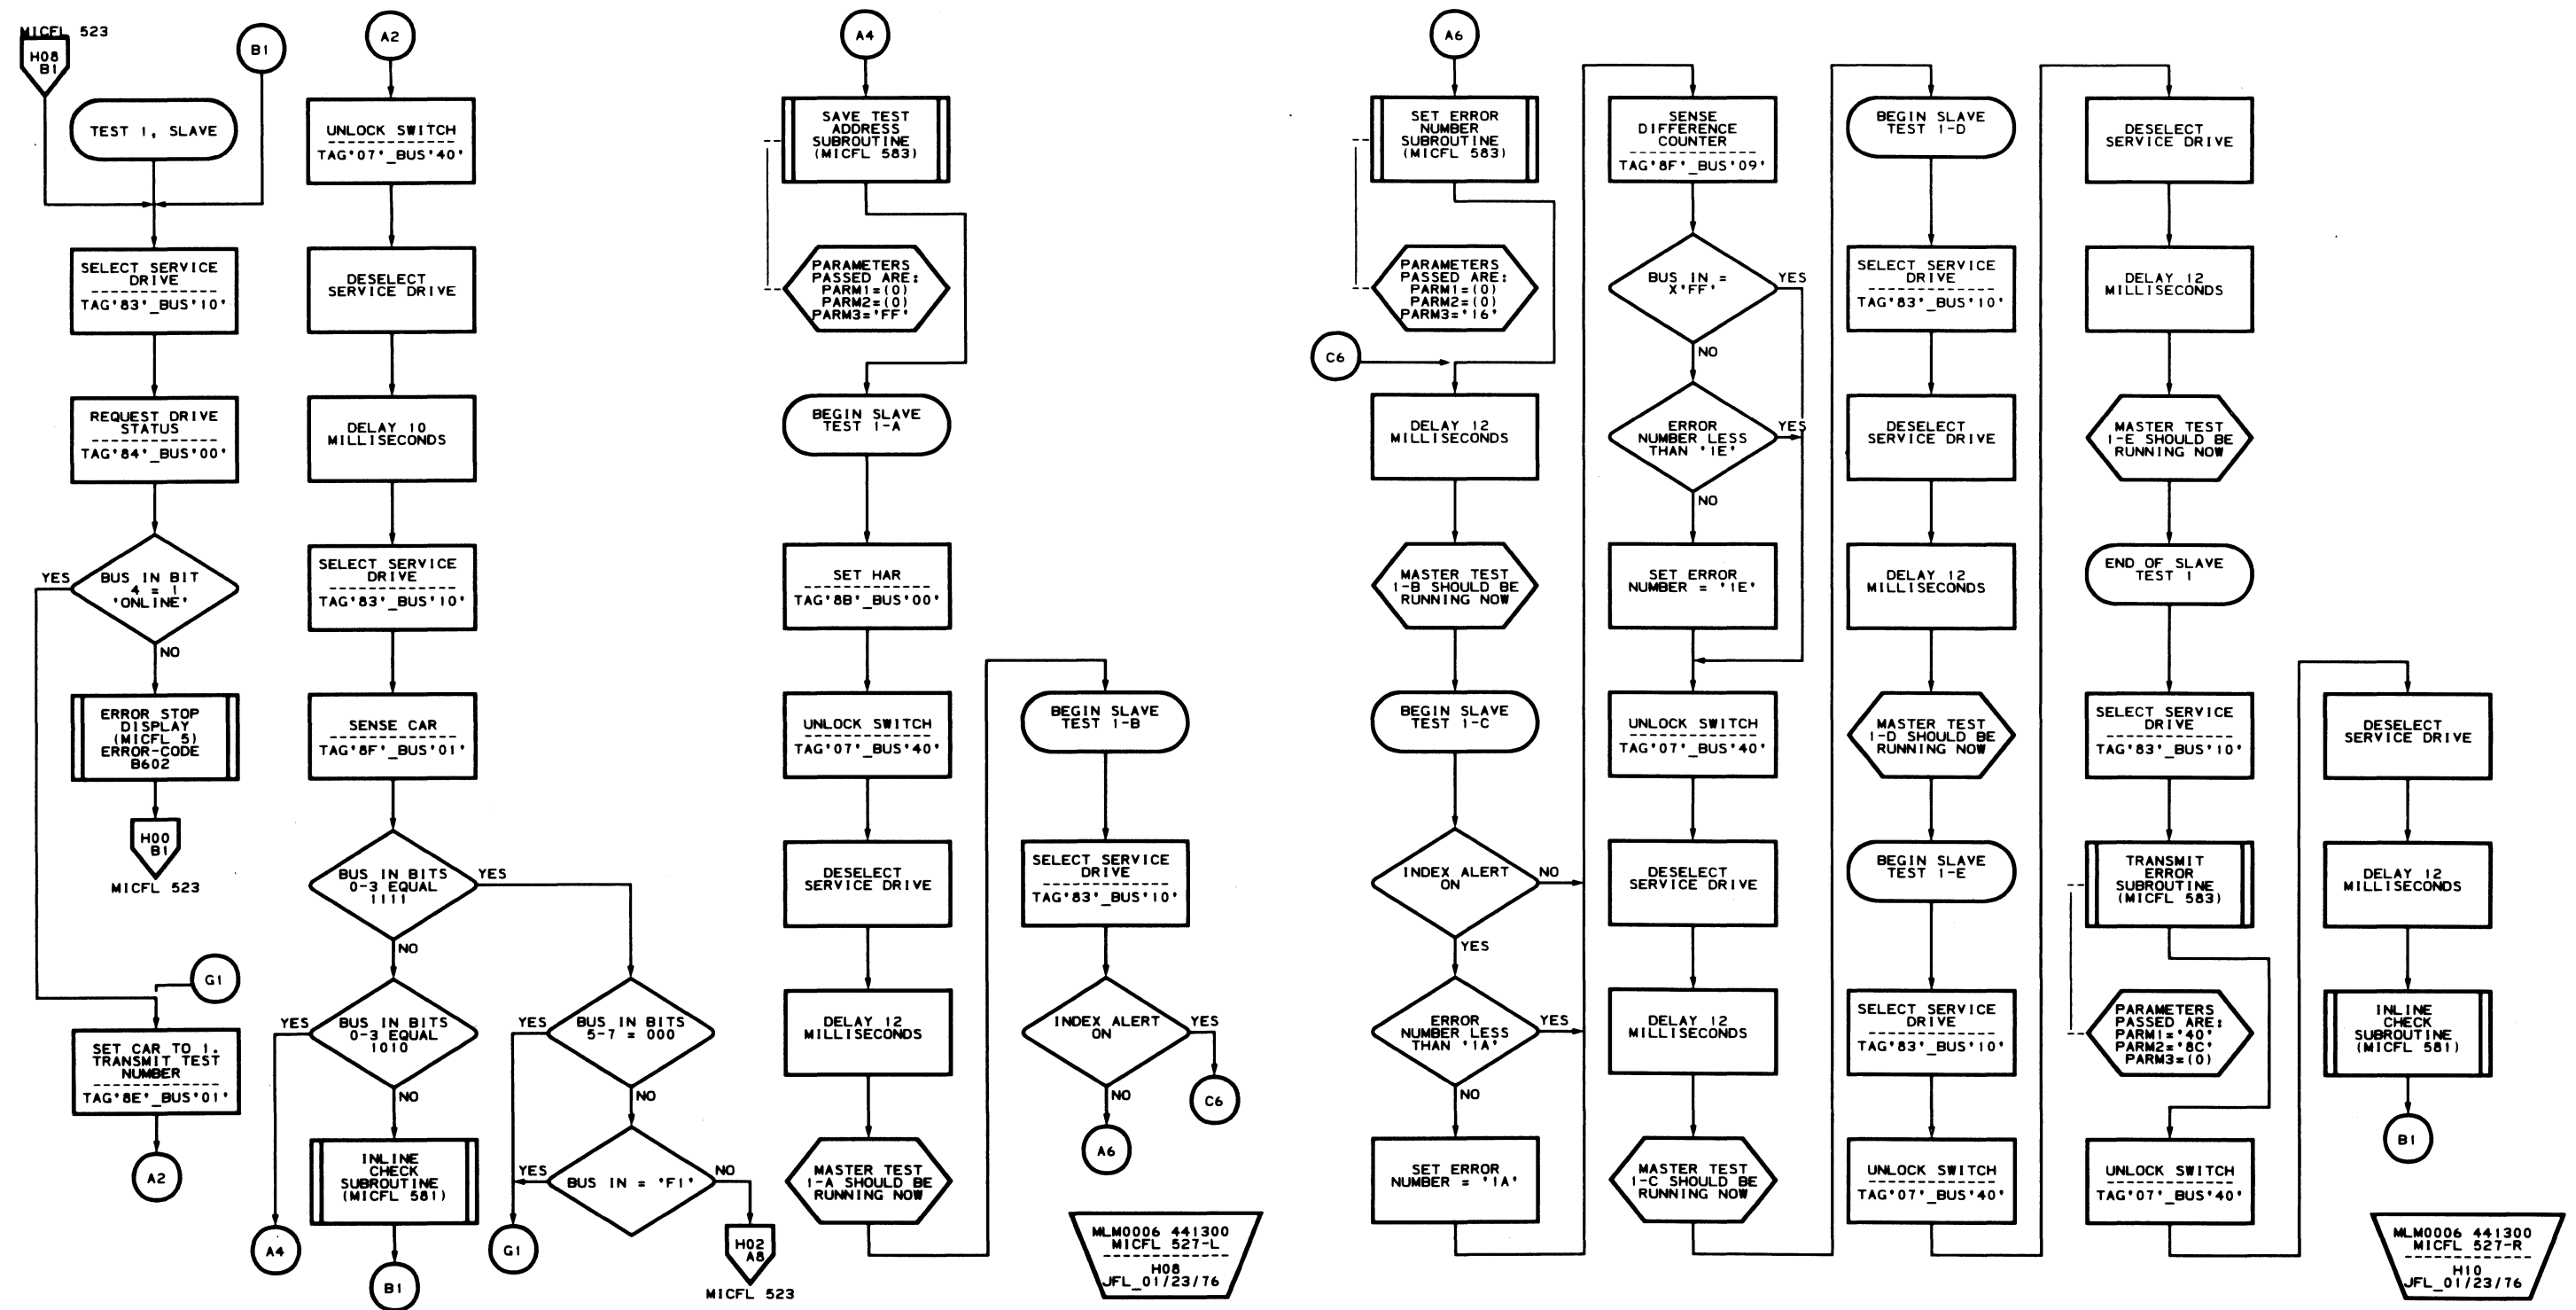 MICFL 523
H08
B1
B1
TEST 1, SLAVE
SELECT SERVICE
DRIVE
TAG'83'_BUS'10'
REQUEST DRIVE
STATUS
TAG'84'_BUS'00'
BUS IN BIT
4 = 1
'ONLINE'
YES
NO
ERROR STOP
DISPLAY
(MICFL 5)
ERROR-CODE
B602
H00
B1
MICFL 523
G1
SET CAR TO 1.
TRANSMIT TEST
NUMBER
TAG'8E'_BUS'01'
A2
A2
UNLOCK SWITCH
TAG'07'_BUS'40'
DESELECT
SERVICE DRIVE
DELAY 10
MILLISECONDS
SELECT SERVICE
DRIVE
TAG'83'_BUS'10'
SENSE CAR
TAG'8F'_BUS'01'
BUS IN BITS
0-3 EQUAL
1111
YES
NO
BUS IN BITS
0-3 EQUAL
1010
YES
NO
INLINE
CHECK
SUBROUTINE
(MICFL 581)
A4
B1
BUS IN BITS
5-7 = 000
YES
NO
BUS IN = 'F1'
YES
NO
G1
H02
A8
MICFL 523
A4
SAVE TEST
ADDRESS
SUBROUTINE
(MICFL 583)
PARAMETERS
PASSED ARE:
PARM1=(0)
PARM2=(0)
PARM3='FF'
BEGIN SLAVE
TEST 1-A
SET HAR
TAG'8B'_BUS'00'
UNLOCK SWITCH
TAG'07'_BUS'40'
DESELECT
SERVICE DRIVE
DELAY 12
MILLISECONDS
MASTER TEST
1-A SHOULD BE
RUNNING NOW
BEGIN SLAVE
TEST 1-B
SELECT SERVICE
DRIVE
TAG'83'_BUS'10'
INDEX ALERT
ON
YES
NO
C6
A6
MLM0006 441300
MICFL 527-L
H08
JFL_01/23/76
A6
SET ERROR
NUMBER
SUBROUTINE
(MICFL 583)
PARAMETERS
PASSED ARE:
PARM1=(0)
PARM2=(0)
PARM3='16'
C6
DELAY 12
MILLISECONDS
MASTER TEST
1-B SHOULD BE
RUNNING NOW
BEGIN SLAVE
TEST 1-C
INDEX ALERT
ON
NO
YES
ERROR
NUMBER LESS
THAN '1A'
YES
NO
SET ERROR
NUMBER = '1A'
SENSE
DIFFERENCE
COUNTER
TAG'8F'_BUS'09'
BUS IN =
X'FF'
YES
NO
ERROR
NUMBER LESS
THAN '1E'
YES
NO
SET ERROR
NUMBER = '1E'
UNLOCK SWITCH
TAG'07'_BUS'40'
DESELECT
SERVICE DRIVE
DELAY 12
MILLISECONDS
MASTER TEST
1-C SHOULD BE
RUNNING NOW
BEGIN SLAVE
TEST 1-D
SELECT SERVICE
DRIVE
TAG'83'_BUS'10'
DESELECT
SERVICE DRIVE
DELAY 12
MILLISECONDS
MASTER TEST
1-D SHOULD BE
RUNNING NOW
BEGIN SLAVE
TEST 1-E
SELECT SERVICE
DRIVE
TAG'83'_BUS'10'
UNLOCK SWITCH
TAG'07'_BUS'40'
DESELECT
SERVICE DRIVE
DELAY 12
MILLISECONDS
MASTER TEST
1-E SHOULD BE
RUNNING NOW
END OF SLAVE
TEST 1
SELECT SERVICE
DRIVE
TAG'83'_BUS'10'
TRANSMIT
ERROR
SUBROUTINE
(MICFL 583)
PARAMETERS
PASSED ARE:
PARM1='40'
PARM2='8C'
PARM3=(0)
UNLOCK SWITCH
TAG'07'_BUS'40'
DESELECT
SERVICE DRIVE
DELAY 12
MILLISECONDS
INLINE
CHECK
SUBROUTINE
(MICFL 581)
B1
MLM0006 441300
MICFL 527-R
H10
JFL_01/23/76